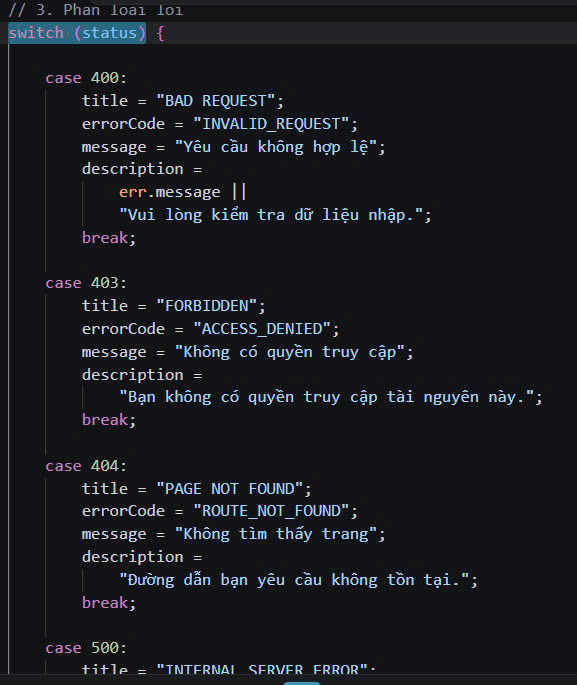 // 3. Phân loại lỗi
switch (status) {
case 400:
title = "BAD REQUEST";
errorCode = "INVALID_REQUEST";
message = "Yêu cầu không hợp lệ";
description =
err.message ||
"Vui lòng kiểm tra dữ liệu nhập.";
break;
case 403:
title = "FORBIDDEN";
errorCode = "ACCESS_DENIED";
message = "Không có quyền truy cập";
description =
"Bạn không có quyền truy cập tài nguyên này.";
break;
case 404:
title = "PAGE NOT FOUND";
errorCode = "ROUTE_NOT_FOUND";
message = "Không tìm thấy trang";
description =
"Đường dẫn bạn yêu cầu không tồn tại.";
break;
case 500:
title = "INTERNAL SERVER ERROR";